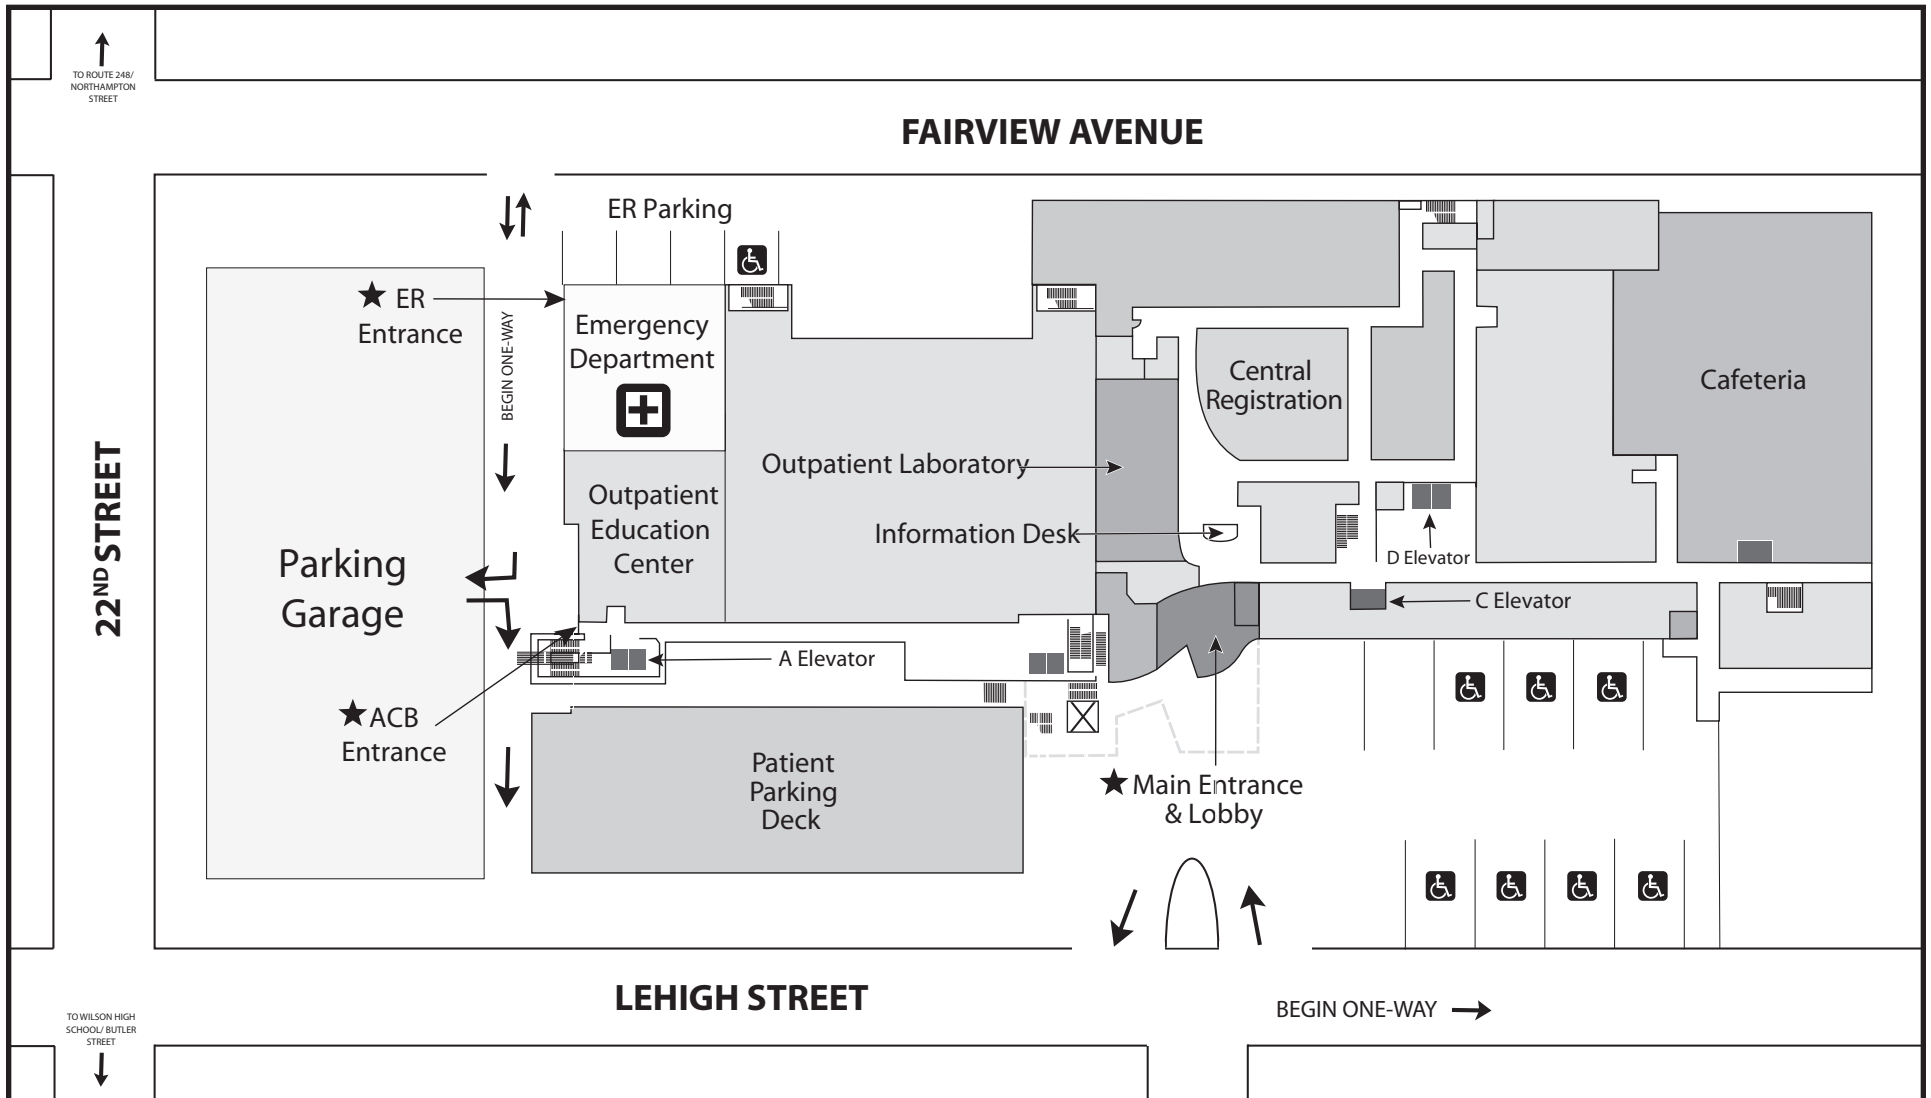 TO ROUTE 248/
NORTHAMPTON
STREET
FAIRVIEW AVENUE
ER Parking
ER
Entrance
BEGIN ONE-WAY
Emergency
Department
Central
Registration
Cafeteria
Outpatient Laboratory
Outpatient
Education
Center
Information Desk
D Elevator
22ND STREET
Parking
Garage
C Elevator
A Elevator
ACB
Entrance
Patient
Parking
Deck
Main Entrance
& Lobby
LEHIGH STREET
BEGIN ONE-WAY
TO WILSON HIGH
SCHOOL/ BUTLER
STREET